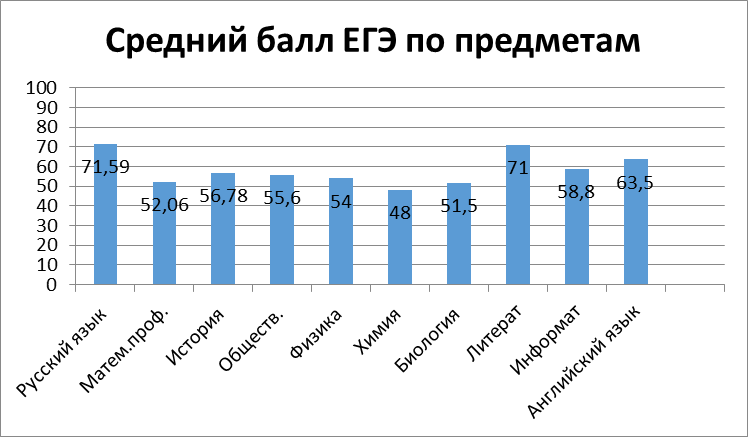 Средний балл ЕГЭ по предметам
100
90
80
70
60
50
40
30
20
10
0
71,59
52,06
56,78
55,6
54
48
51,5
71
58,8
63,5
Русский язык
Матем.проф.
История
Обществ.
Физика
Химия
Биология
Литерат
Информат
Английский язык